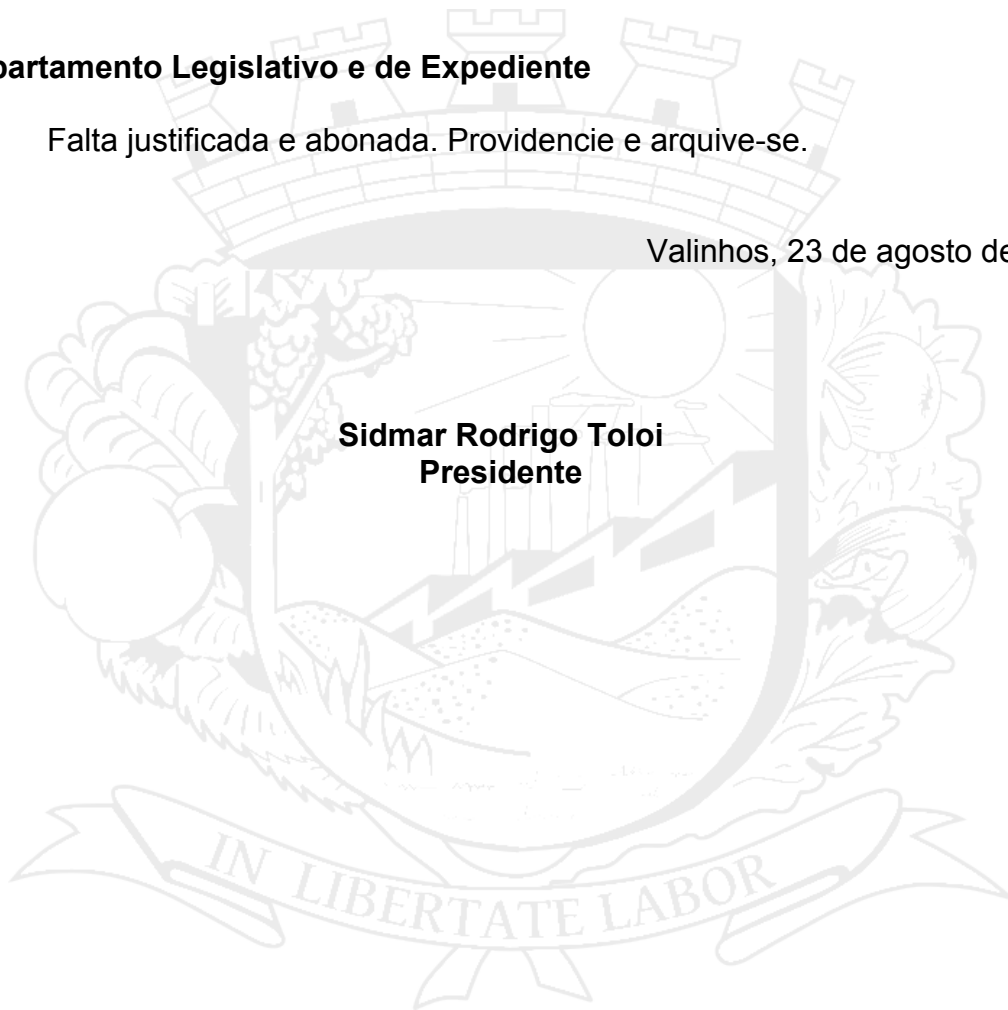 partamento Legislativo e de Expediente
Falta justificada e abonada. Providencie e arquive-se.
Valinhos, 23 de agosto de
Sidmar Rodrigo Toloi
Presidente
IN LIBERTATE LABOR